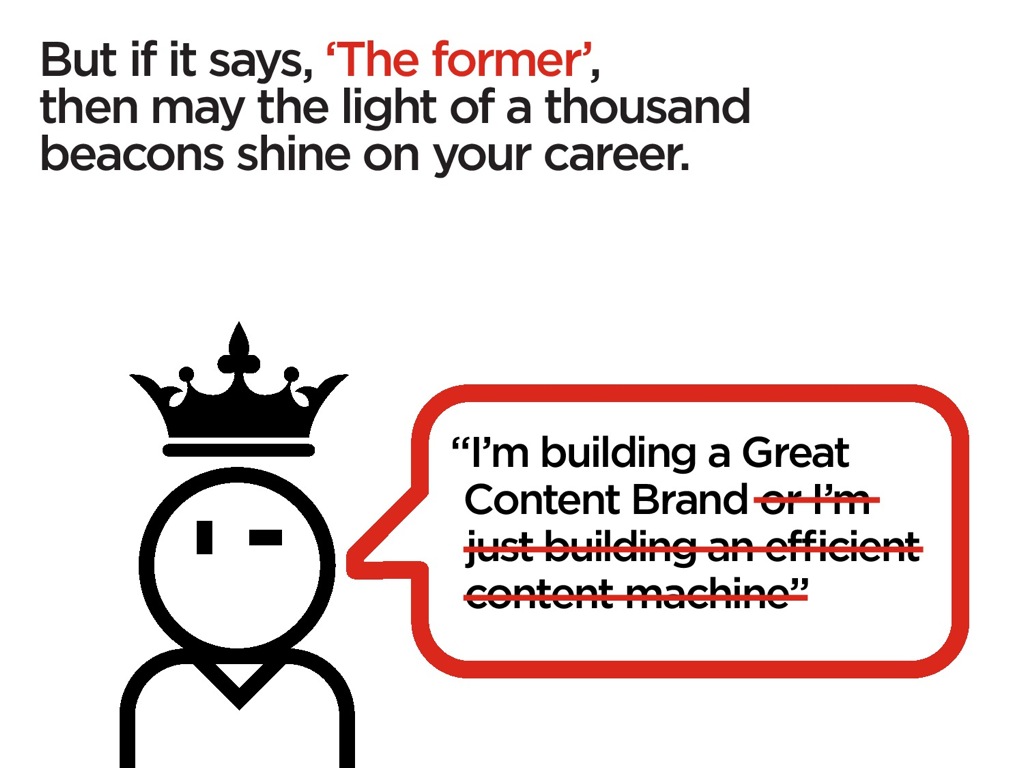 But if it says, ‘The former’,
then may the light of a thousand
beacons shine on your career.
“I’m building a Great
Content Brand or I’m
just building an efficient
content machine”